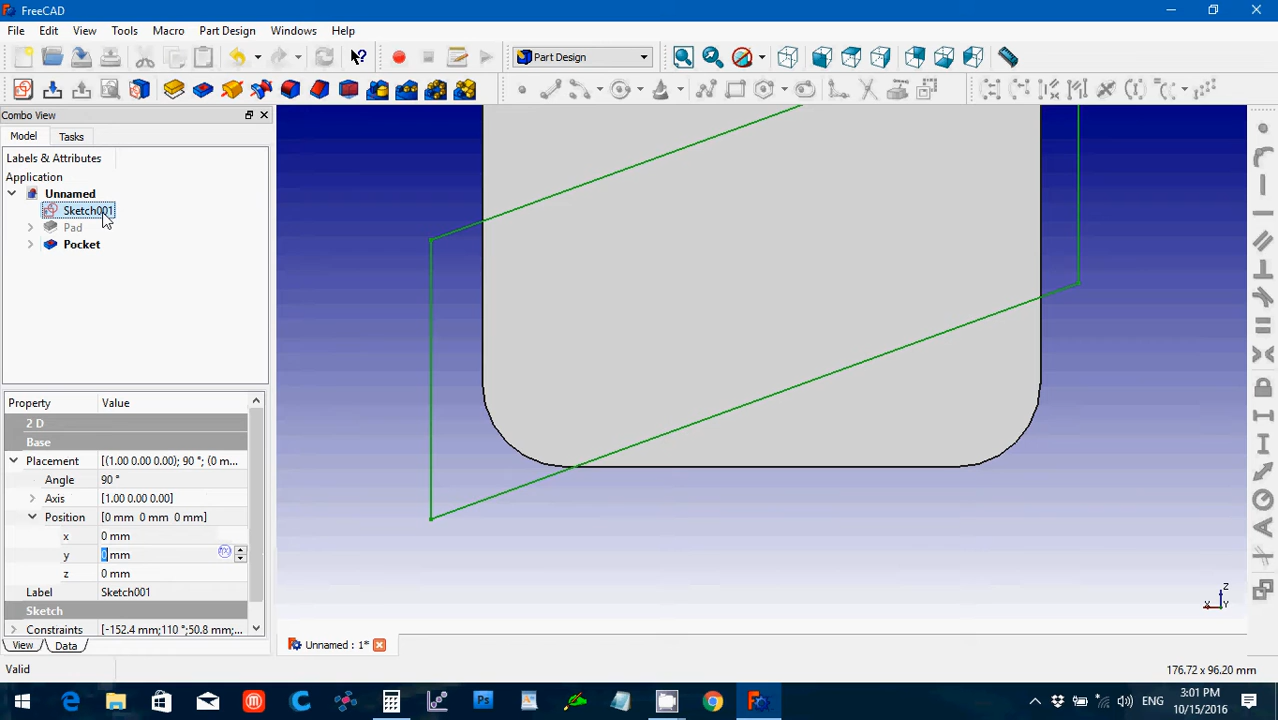 FreeCAD
File Edit View Tools Macro Part Design Windows Help
Part Design
Combo View
Model Tasks
Labels & Attributes
Application
Unnamed
Sketch001
Pad
Pocket
Property Value
2 D
Base
Placement [(1.00 0.00 0.00); 90 °; (0 m...
Angle 90 °
Axis [1.00 0.00 0.00]
Position [0 mm 0 mm 0 mm]
x 0 mm
y 0 mm
z 0 mm
Label Sketch001
Sketch
Constraints [-152.4 mm;110 °;50.8 mm;...
View Data
Unnamed : 1*
Z
X Y
Valid 176.72 x 96.20 mm
ENG
3:01 PM
10/15/2016